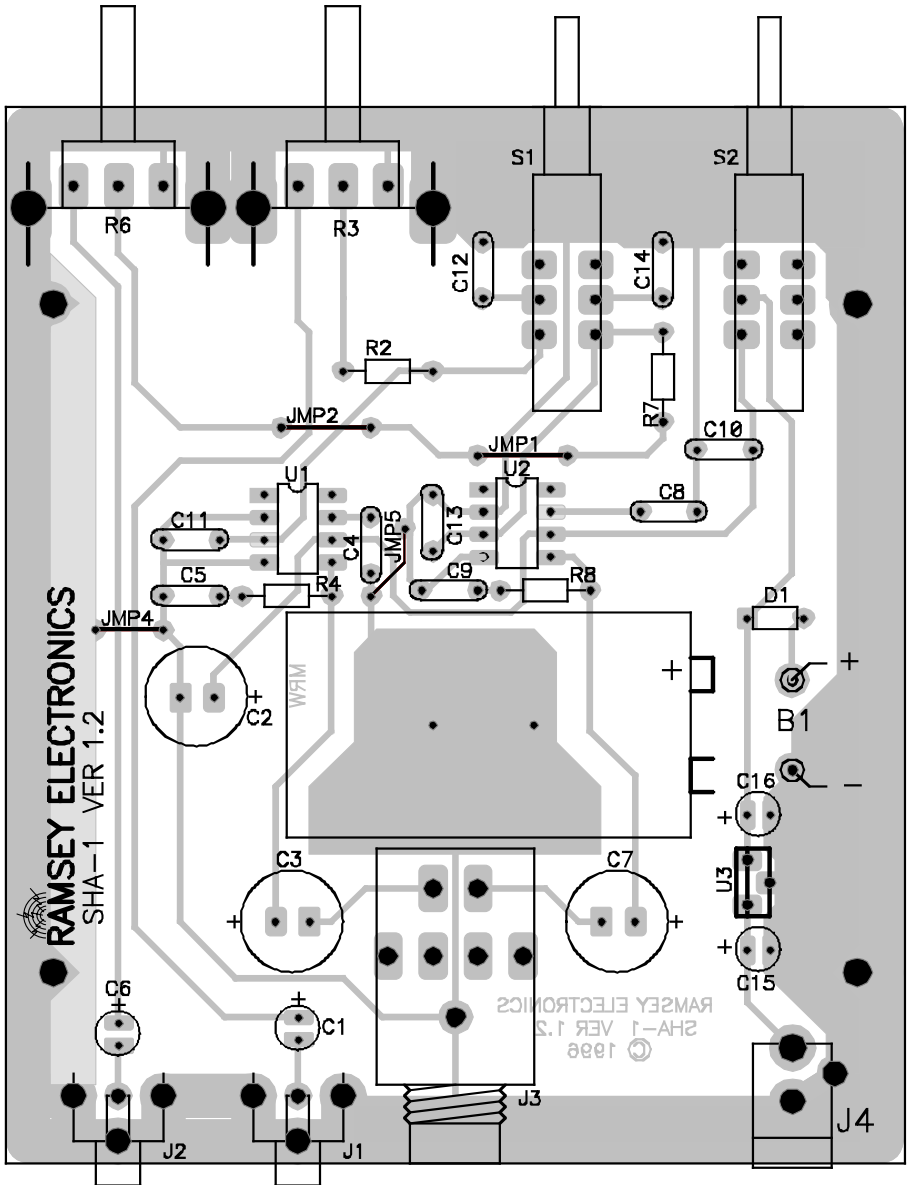 S1
S2
R6
R3
C12
C14
R2
R7
JMP2
JMP1
C10
U1
U2
C11
C4
JMP5
C13
C8
C5
R4
C9
R8
D1
JMP4
RAMSEY ELECTRONICS
SHA-1 VER 1.2
MRW
+
+
C2
+
B1
-
C16
+
C3
C7
U3
+
+
+
C15
C6
+
+
C1
RAMSEY ELECTRONICS
SHA-1 VER 1.2
© 1996
J3
J4
J2
J1